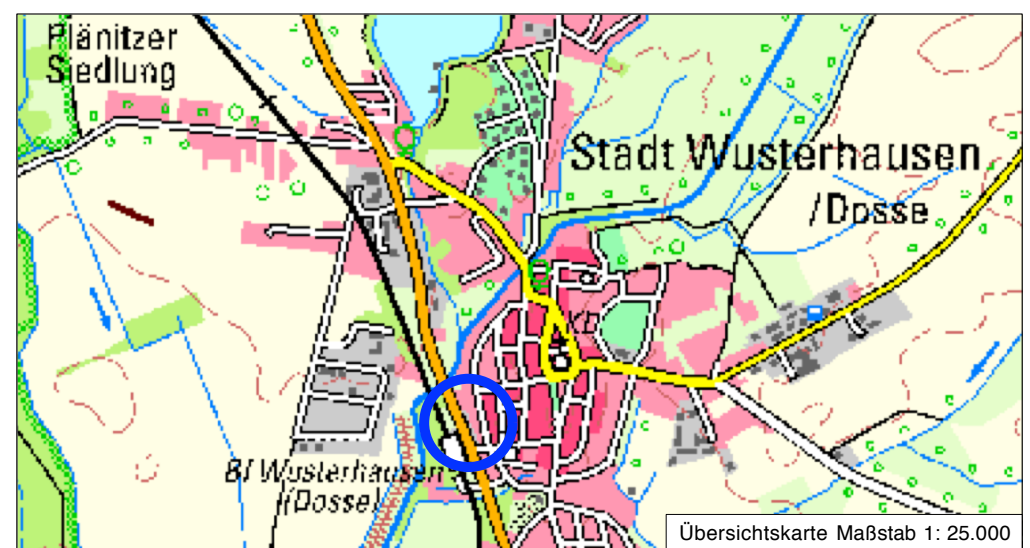 Plänitzer
Siedlung
Stadt Wusterhausen
/Dosse
Bf Wusterhausen
(Dosse)
Übersichtskarte Maßstab 1: 25.000